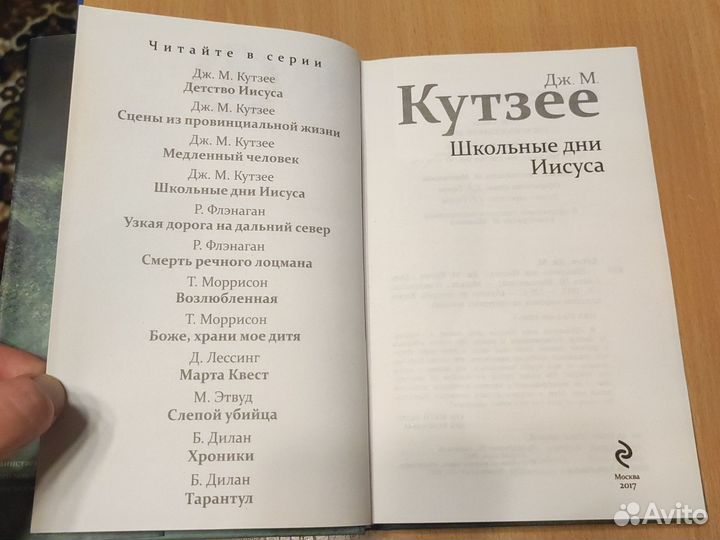 Читайте в серии
Дж. М. Кутзее
Детство Иисуса
Дж. М. Кутзее
Сцены из провинциальной жизни
Дж. М. Кутзее
Медленный человек
Дж. М. Кутзее
Школьные дни Иисуса
Р. Флэнаган
Узкая дорога на дальний север
Р. Флэнаган
Смерть речного лоцмана
Т. Моррисон
Возлюбленная
Т. Моррисон
Боже, храни мое дитя
Д. Лессинг
Марта Квест
М. Этвуд
Слепой убийца
Б. Дилан
Хроники
Б. Дилан
Тарантул
Дж. М.
Кутзее
Школьные дни
Иисуса
Москва
2017
Avito